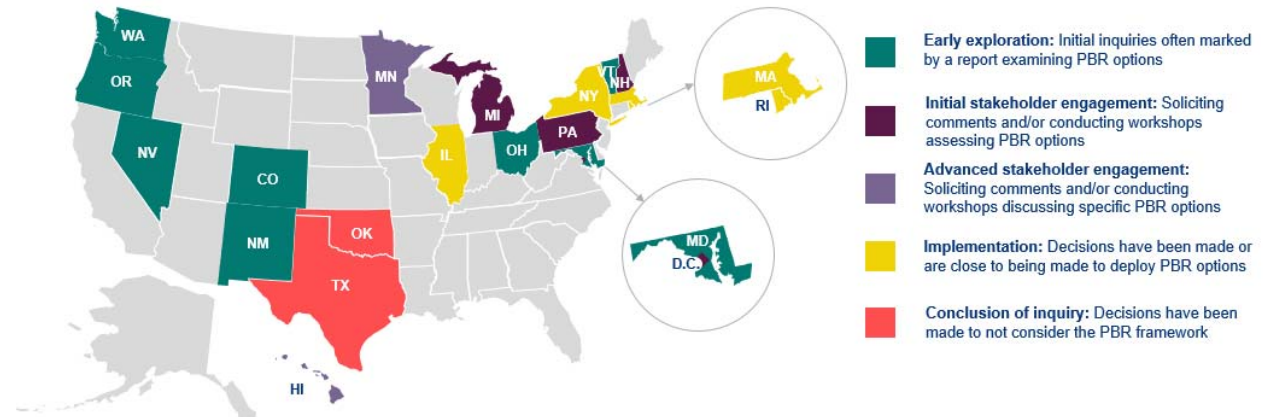 WA
OR
NV
CO
NM
OK
TX
MN
MI
IL
OH
PA
NY
VT
NH
HI
MA
RI
MD
D.C.
Early exploration: Initial inquiries often marked
by a report examining PBR options
Initial stakeholder engagement: Soliciting
comments and/or conducting workshops
assessing PBR options
Advanced stakeholder engagement:
Soliciting comments and/or conducting
workshops discussing specific PBR options
Implementation: Decisions have been made or
are close to being made to deploy PBR options
Conclusion of inquiry: Decisions have been
made to not consider the PBR framework